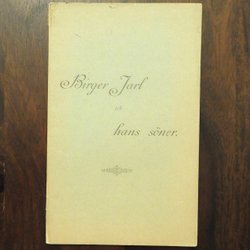 Birger Jarl
och
hans söner.